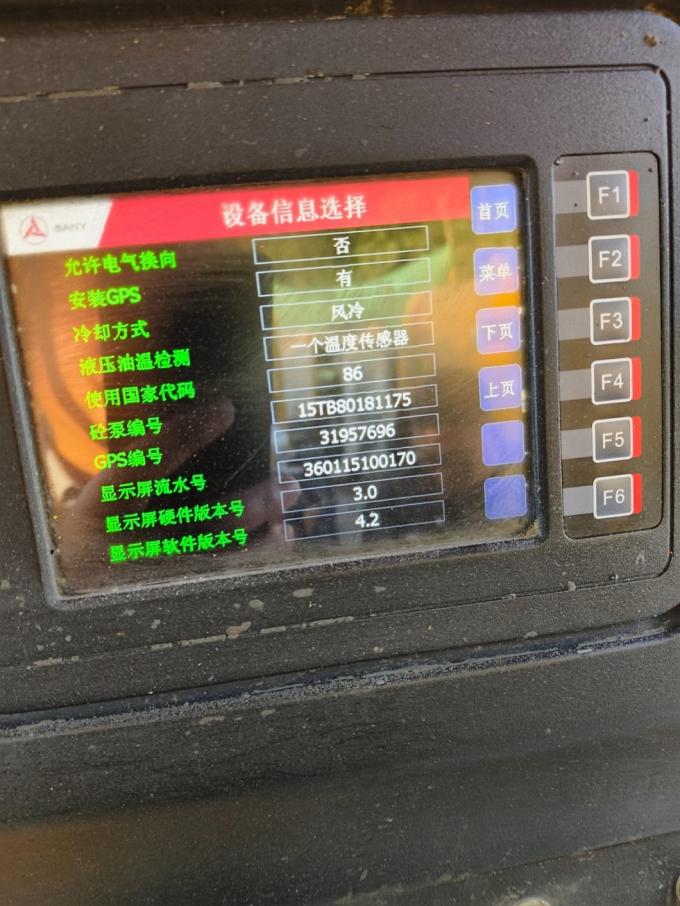 SANY
设备信息选择
首页
F1
允许电气换向 否
安装GPS 有
菜单
F2
冷却方式 风冷
液压油温检测 一个温度传感器
下页
F3
使用国家代码 86
砼泵编号 15TB80181175
上页
F4
GPS编号 31957696
显示屏流水号 360115100170
F5
显示屏硬件版本号 3.0
显示屏软件版本号 4.2
F6